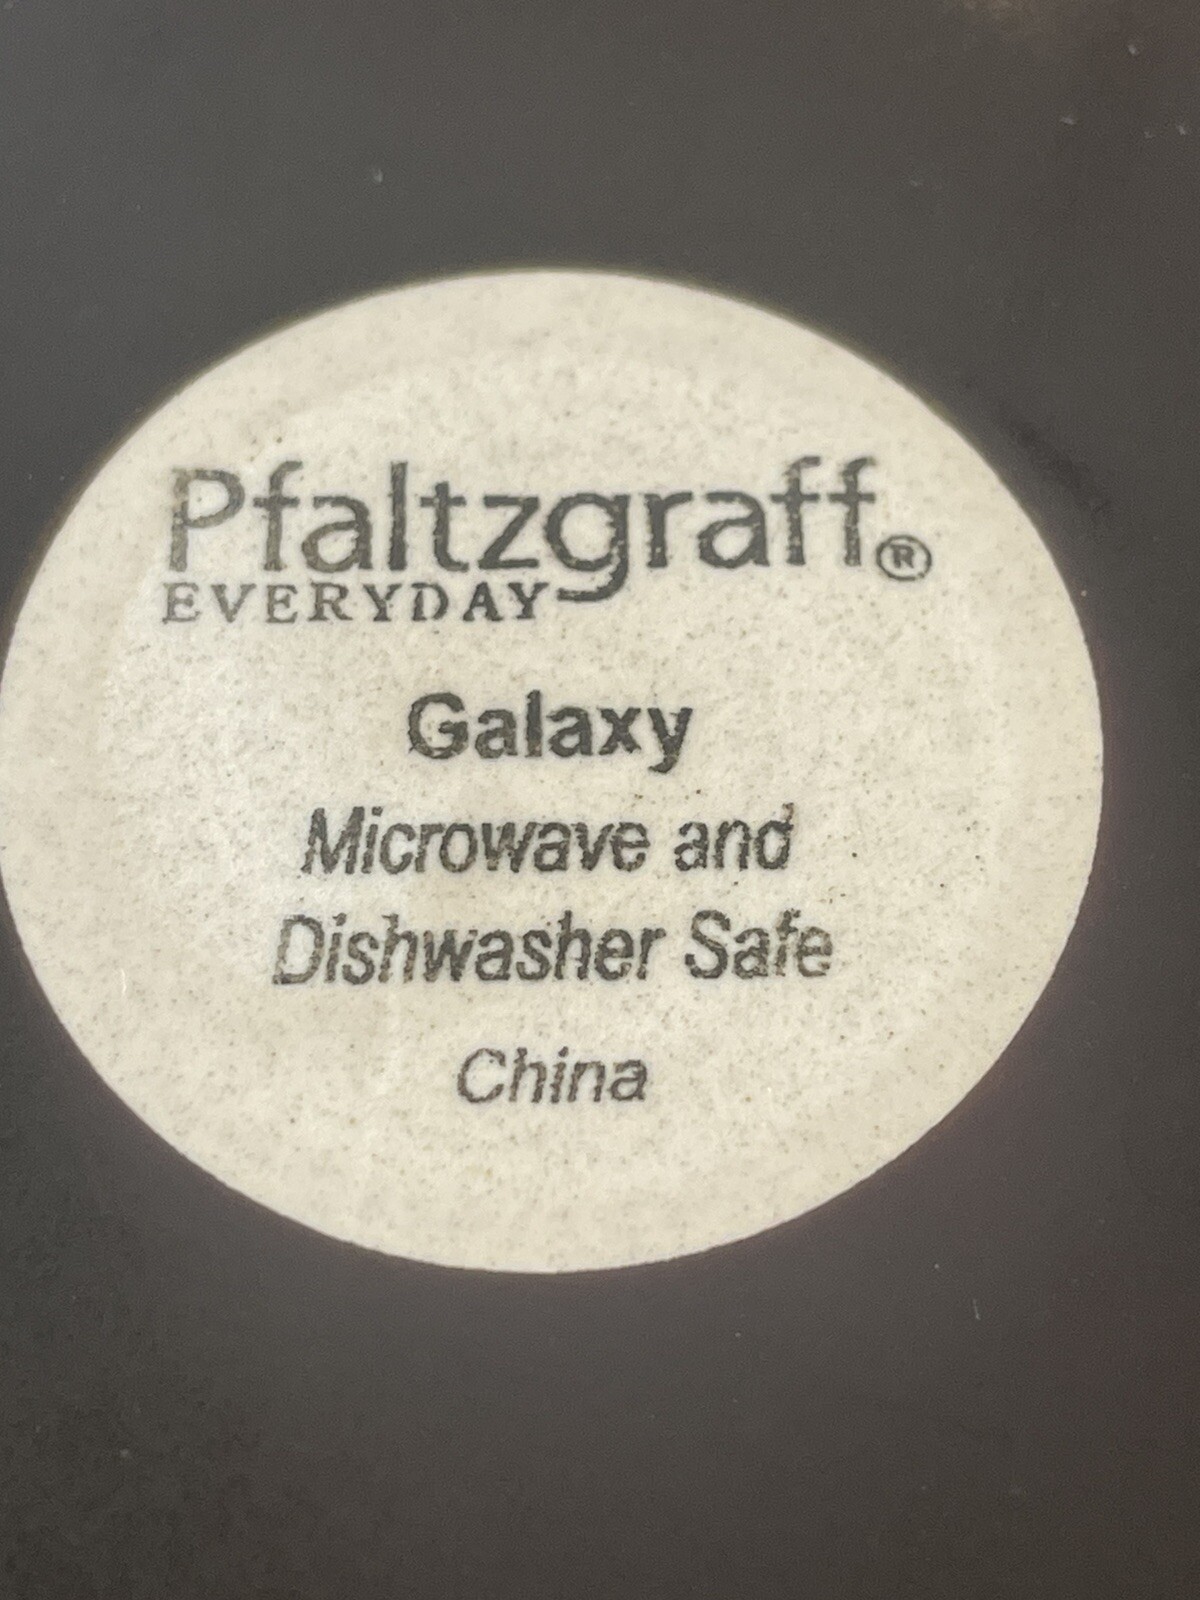 Pfaltzgraff®
EVERYDAY
Galaxy
Microwave and
Dishwasher Safe
China